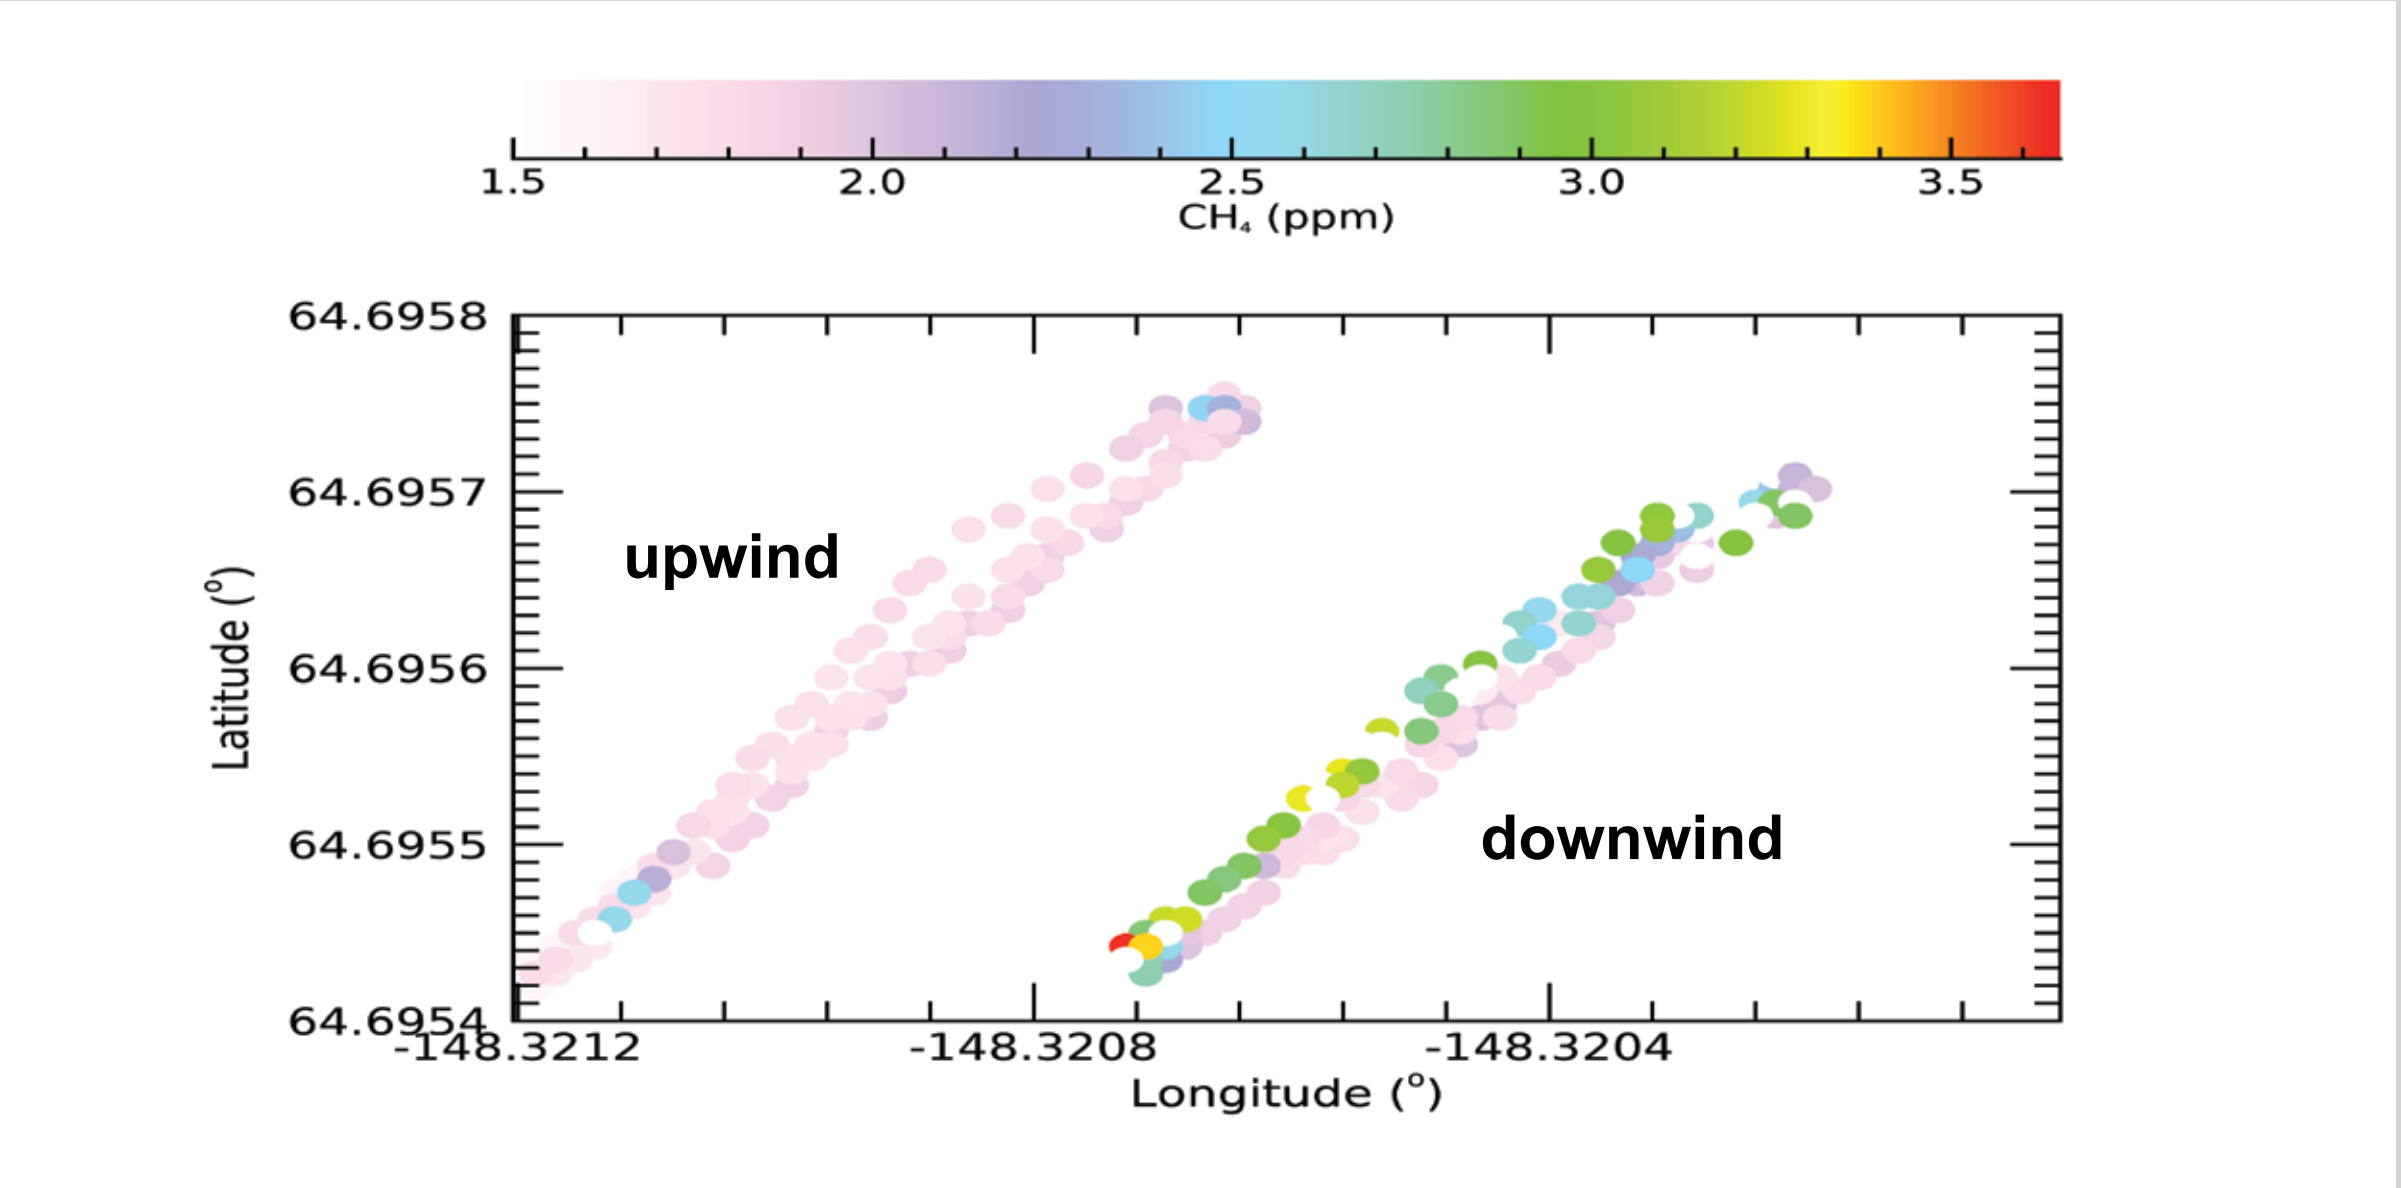 1.5 2.0 2.5 3.0 3.5
CH₄ (ppm)
64.6958
64.6957
upwind
64.6956
Latitude (°)
64.6955
downwind
64.6954
-148.3212 -148.3208 -148.3204
Longitude (°)